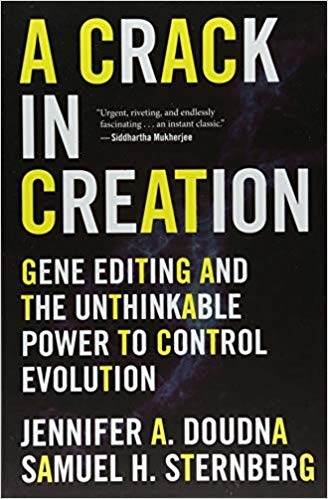 A CRACK
IN
"Urgent, riveting, and endlessly
fascinating . . . an instant classic."
—Siddhartha Mukherjee
CREATION
GENE EDITING AND
THE UNTHINKABLE
POWER TO CONTROL
EVOLUTION
JENNIFER A. DOUDNA
SAMUEL H. STERNBERG